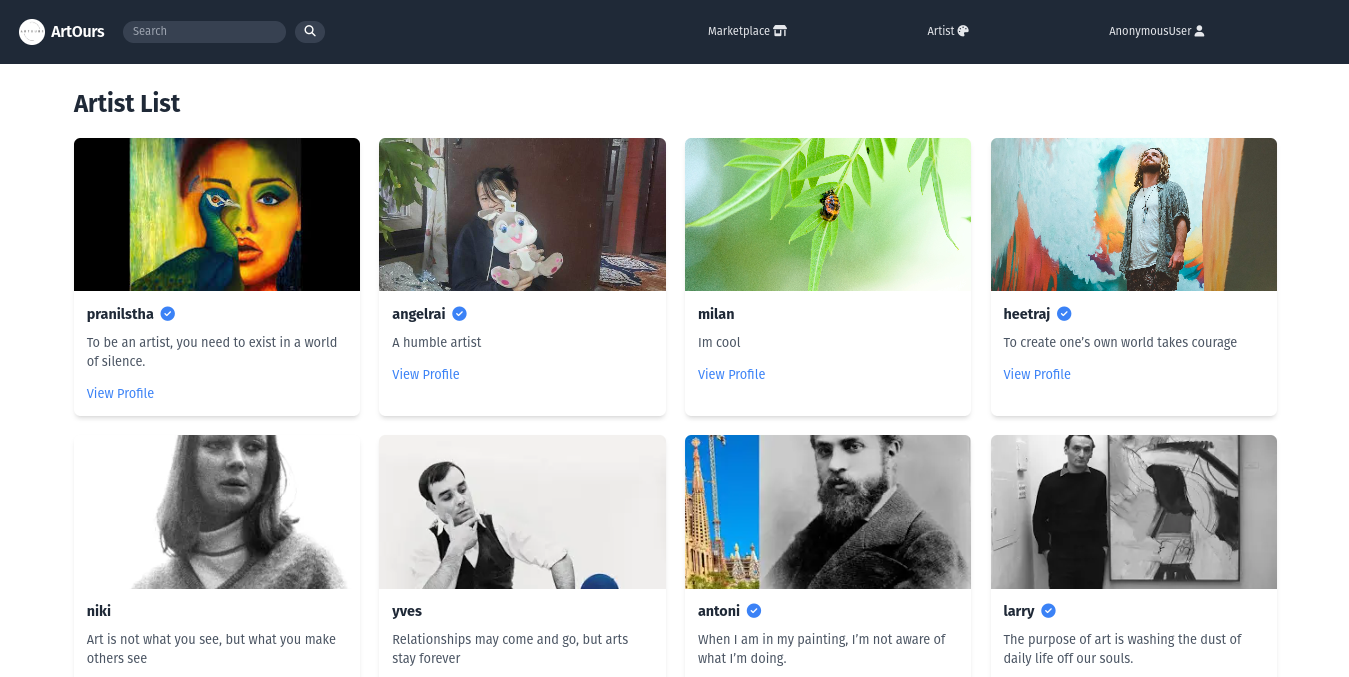 ArtOurs
Search
Marketplace
Artist
AnonymousUser
Artist List
pranilstha
To be an artist, you need to exist in a world
of silence.
View Profile
angelrai
A humble artist
View Profile
milan
Im cool
View Profile
heetraj
To create one's own world takes courage
View Profile
niki
Art is not what you see, but what you make
others see
yves
Relationships may come and go, but arts
stay forever
antoni
When I am in my painting, I'm not aware of
what I'm doing.
larry
The purpose of art is washing the dust of
daily life off our souls.